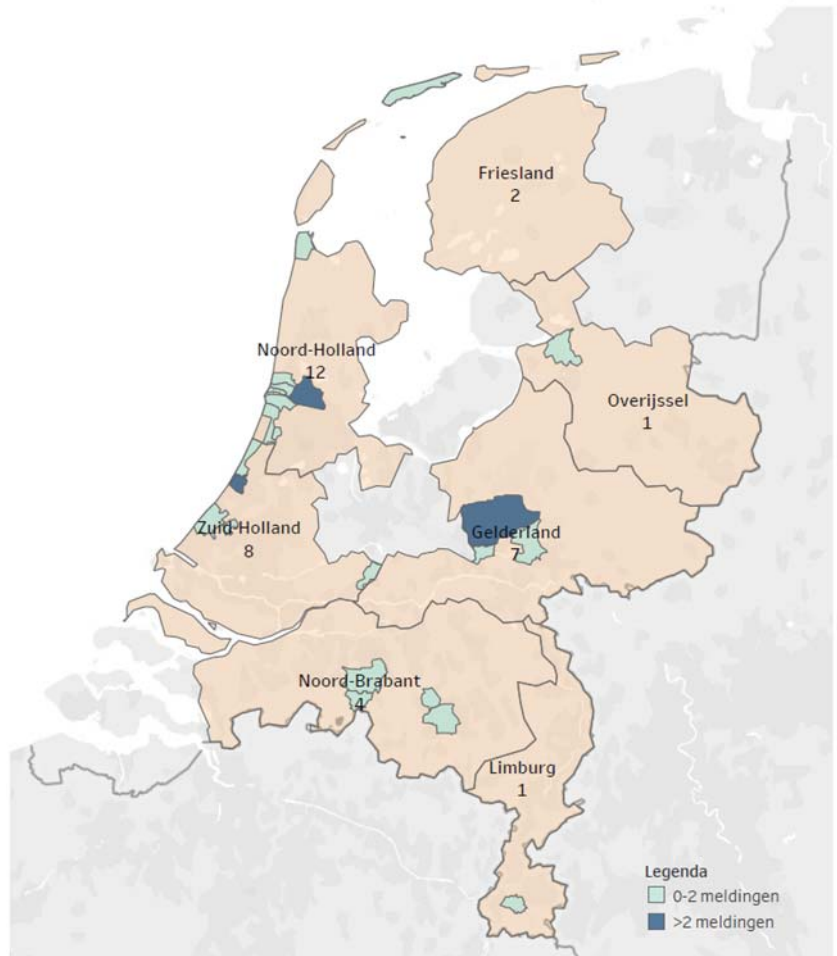 Friesland
2
Noord-Holland
12
Overijssel
1
Zuid-Holland
8
Gelderland
7
Noord-Brabant
4
Limburg
1
Legenda
0-2 meldingen
>2 meldingen